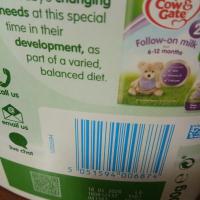 changing
needs at this special
time in their
development, as
part of a varied,
balanced diet.
Cow & Gate
Follow-on milk
6-12 months
2
call us
email us
live chat
5 051594 006874